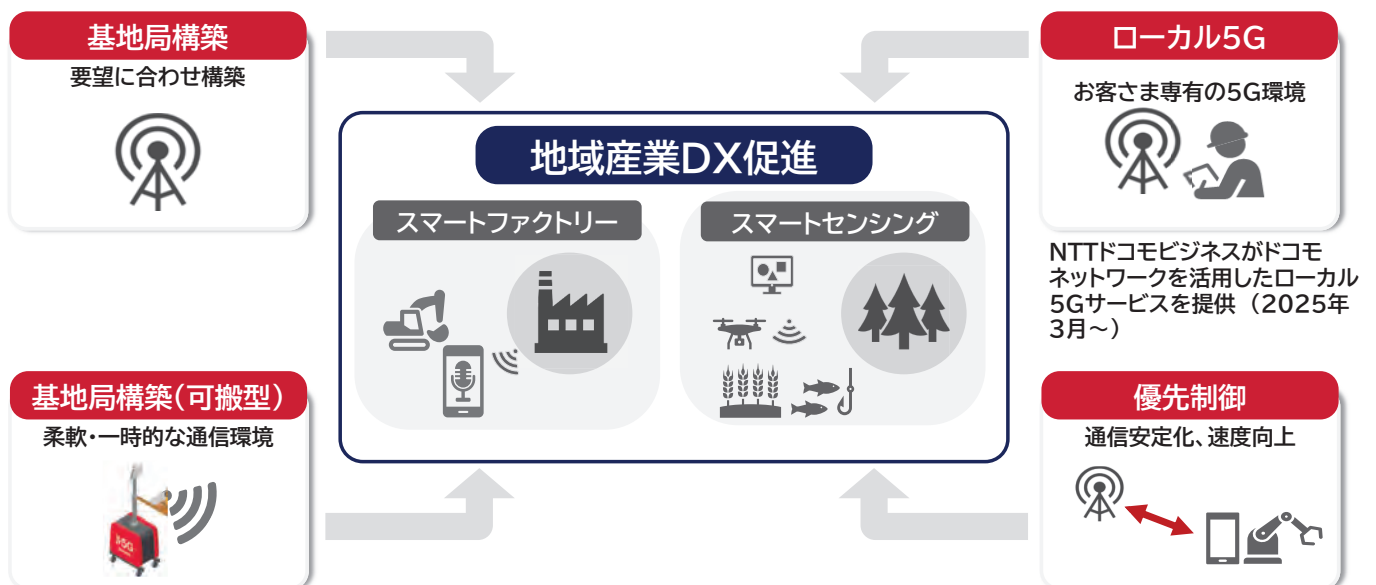 基地局構築
要望に合わせ構築
ローカル5G
お客さま専有の5G環境
NTTドコモビジネスがドコモ
ネットワークを活用したローカル
5Gサービスを提供（2025年
3月～）
地域産業DX促進
スマートファクトリー
スマートセンシング
基地局構築（可搬型）
柔軟・一時的な通信環境
5G
優先制御
通信安定化、速度向上